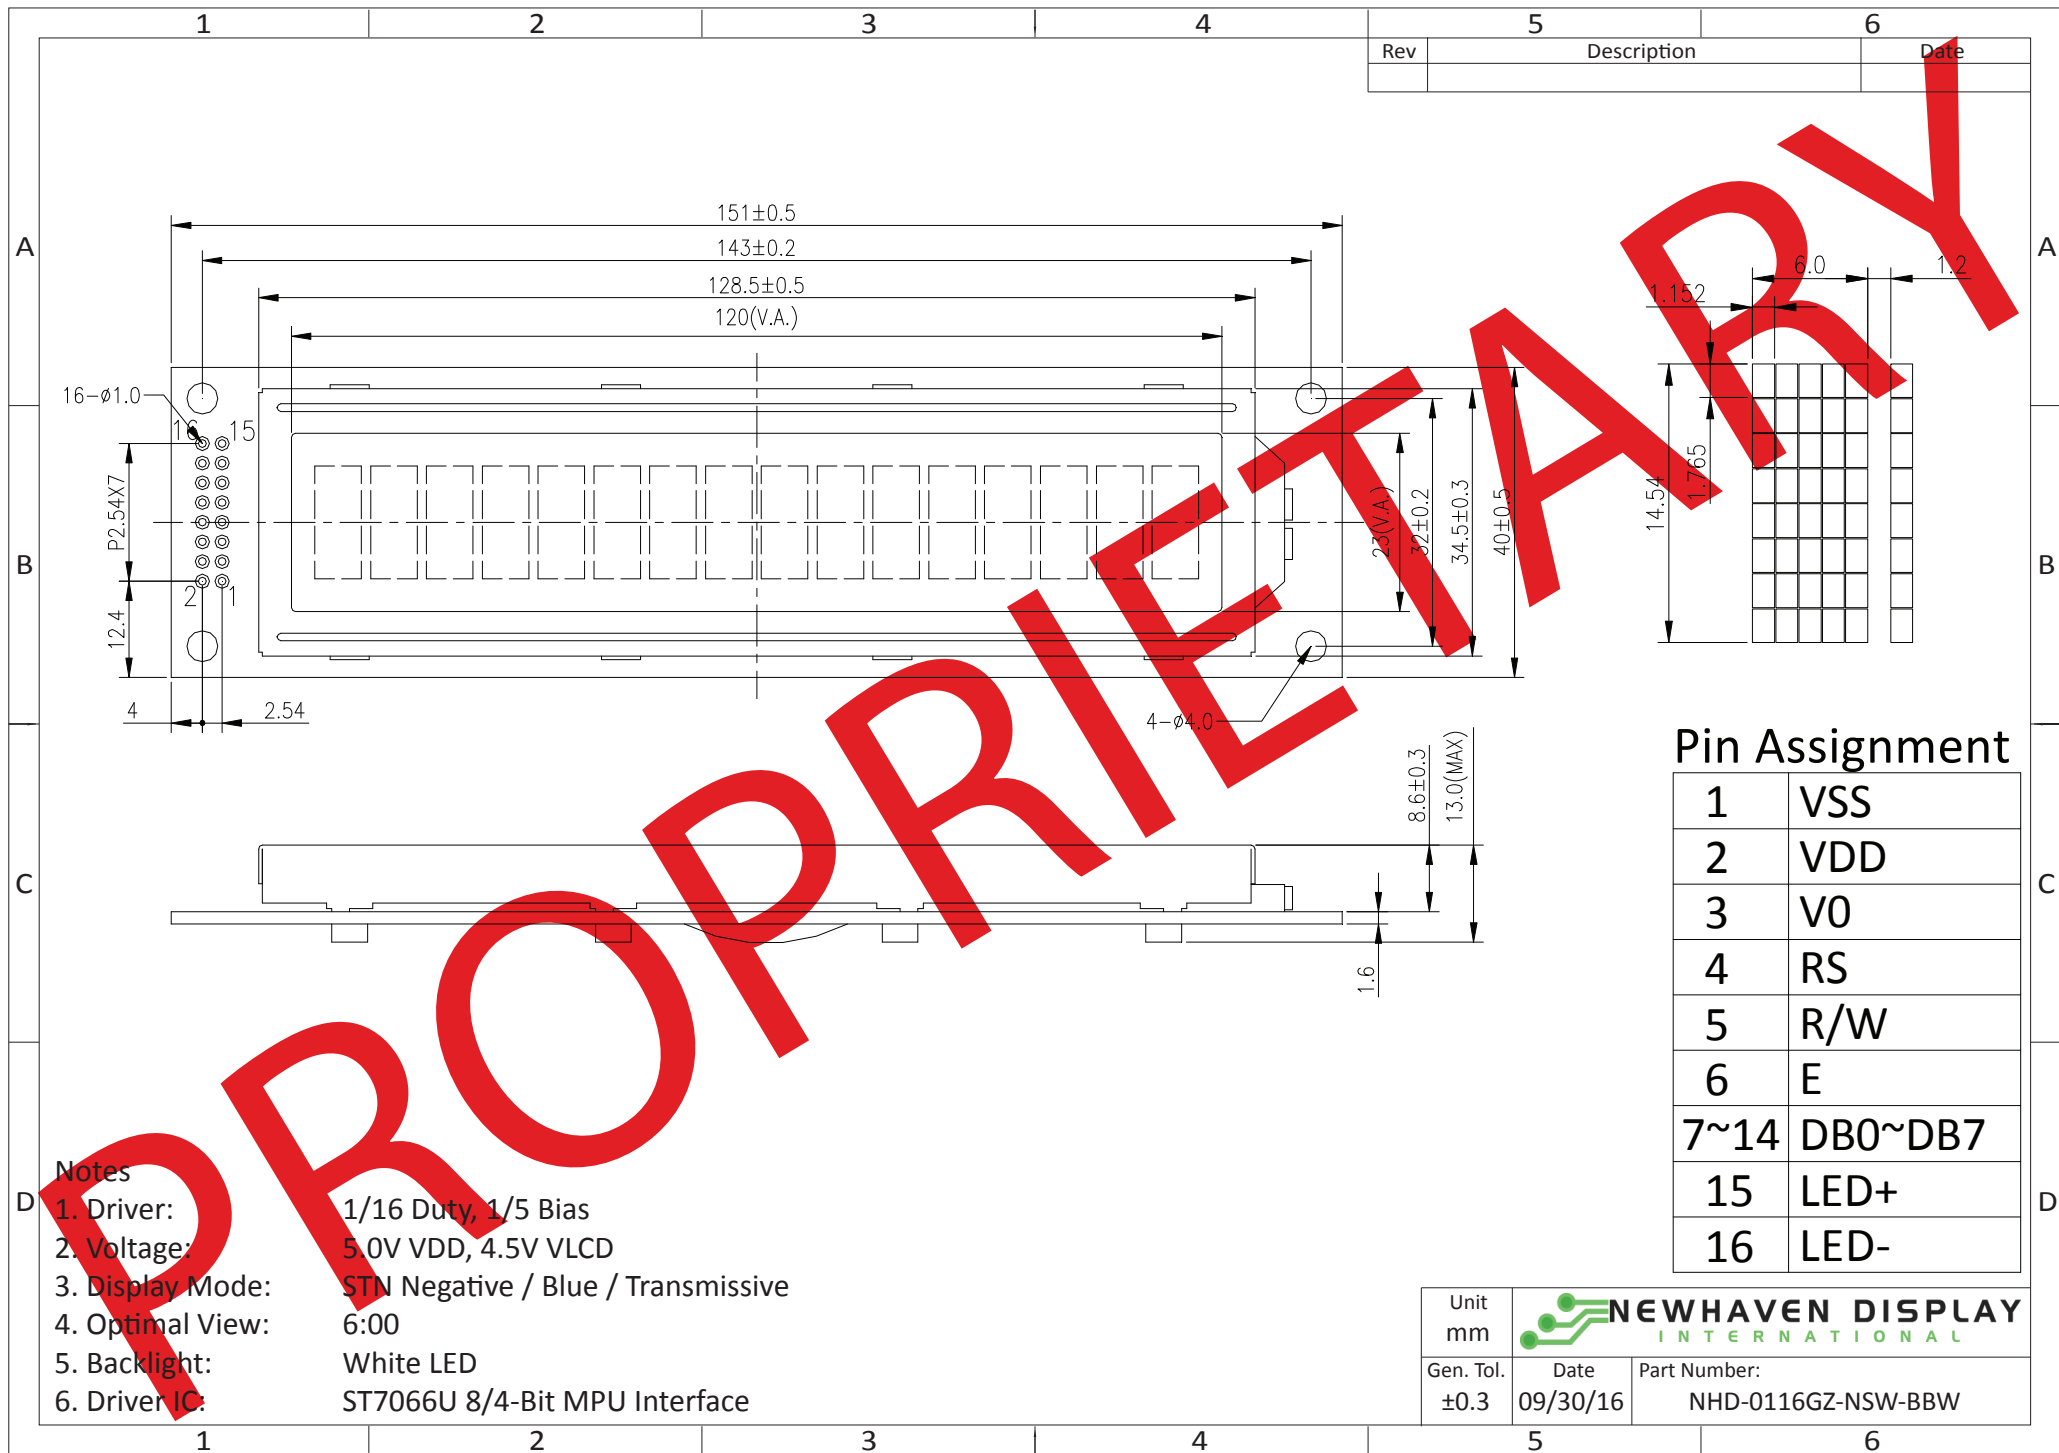 1 2 3 4 5 6
Rev Description Date
A A
B B
C C
D D
151±0.5
143±0.2
128.5±0.5
120(V.A.)
16-ø1.0
16 15
P2.54X7
2 1
12.4
4 2.54
4-ø4.0
23(V.A.)
32±0.2
34.5±0.3
40±0.5
6.0 1.2
1.152
1.765
14.54
8.6±0.3
13.0(MAX)
1.6
PROPRIETARY
Pin Assignment
1 VSS
2 VDD
3 V0
4 RS
5 R/W
6 E
7~14 DB0~DB7
15 LED+
16 LED-
Notes
1. Driver: 1/16 Duty, 1/5 Bias
2. Voltage: 5.0V VDD, 4.5V VLCD
3. Display Mode: STN Negative / Blue / Transmissive
4. Optimal View: 6:00
5. Backlight: White LED
6. Driver IC: ST7066U 8/4-Bit MPU Interface
Unit
mm
NEWHAVEN DISPLAY
INTERNATIONAL
Gen. Tol.
±0.3
Date
09/30/16
Part Number:
NHD-0116GZ-NSW-BBW
1 2 3 4 5 6